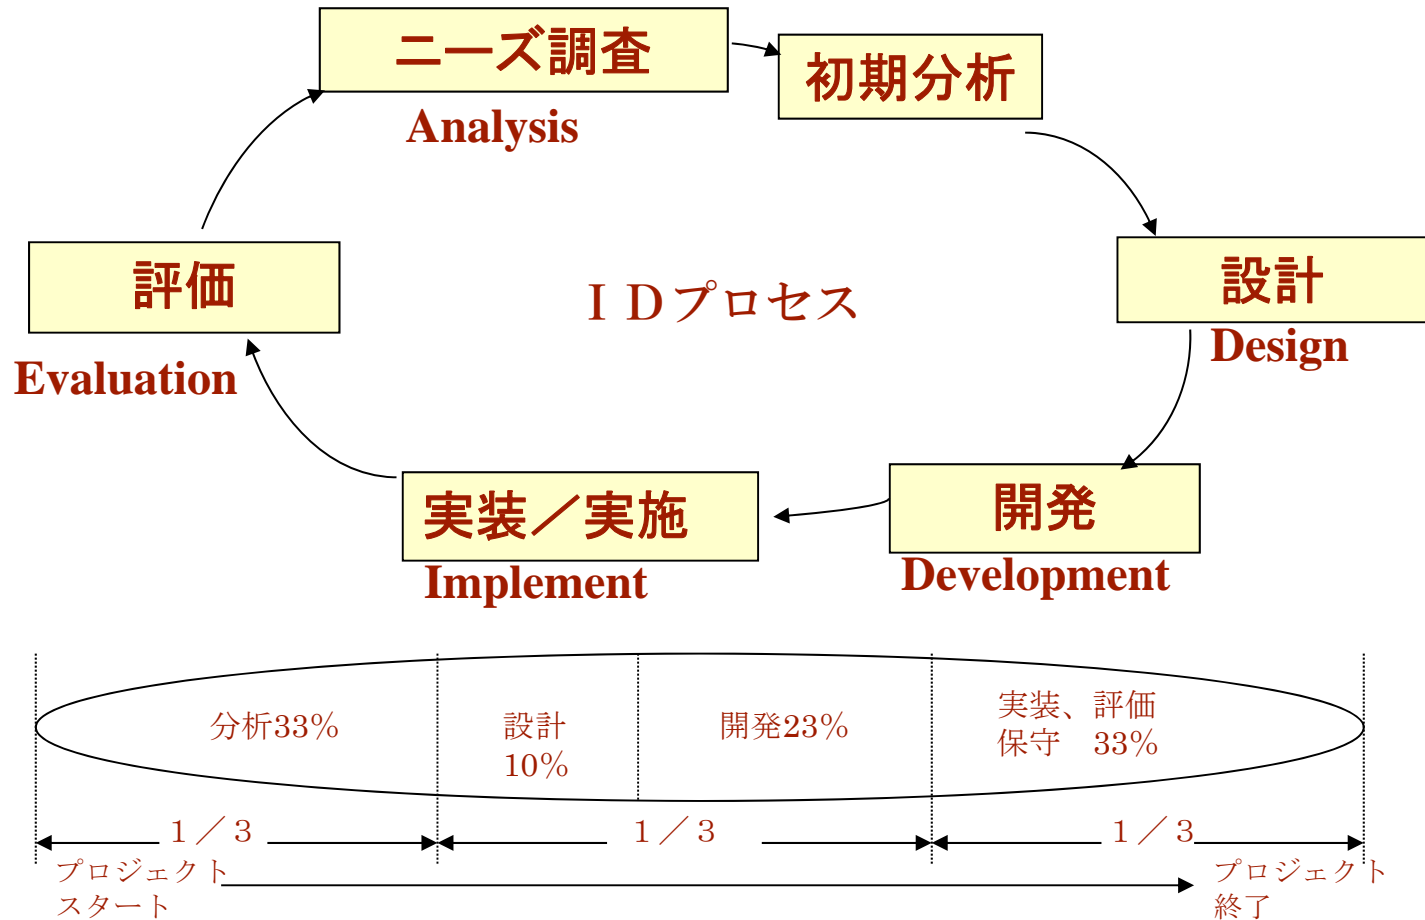 ニーズ調査
Analysis
初期分析
評価
Evaluation
ＩＤプロセス
設計
Design
実装／実施
Implement
開発
Development
分析33%
設計
10%
開発23%
実装、評価
保守　33%
１／３
１／３
１／３
プロジェクト
スタート
プロジェクト
終了